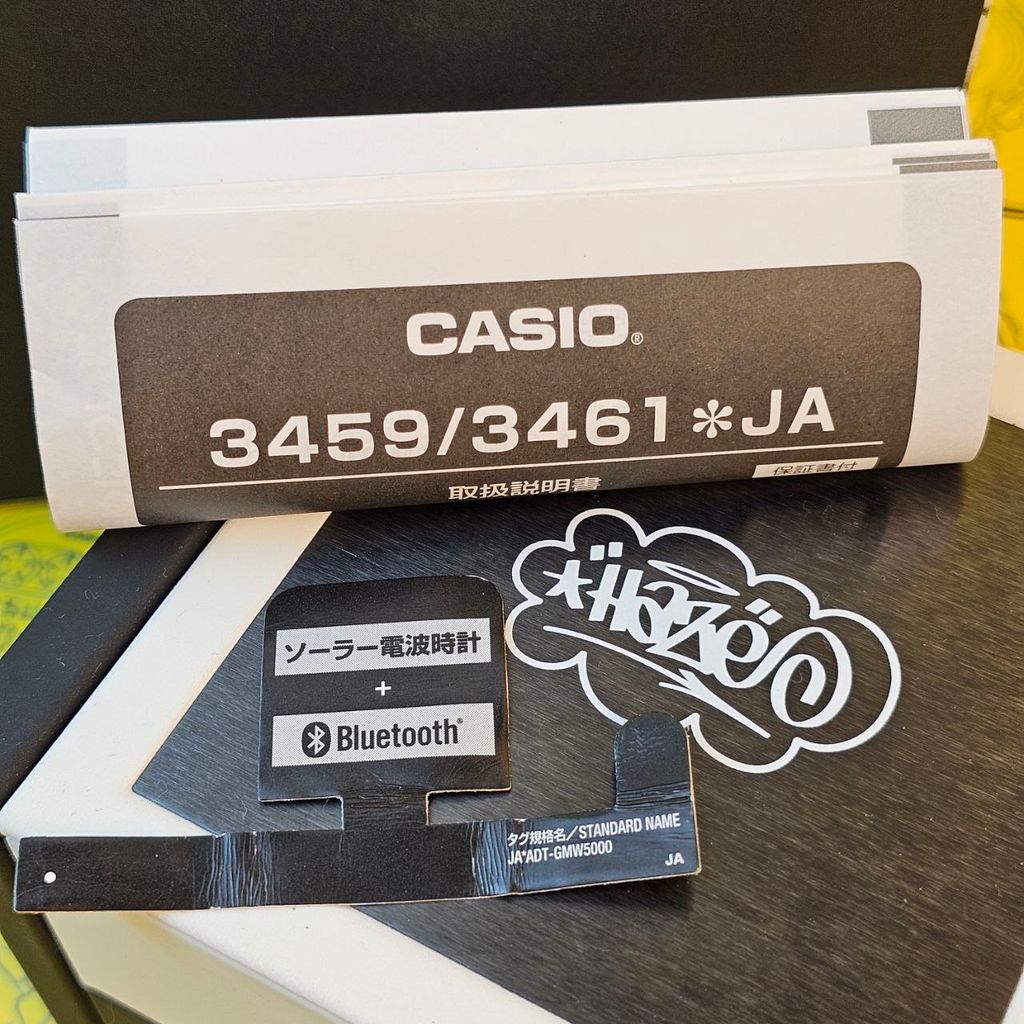 CASIO®
3459/3461*JA
保証書付
取扱説明書
Haze
ソーラー電波時計
+
Bluetooth®
タグ規格名/STANDARD NAME
JA*ADT-GMW5000
JA